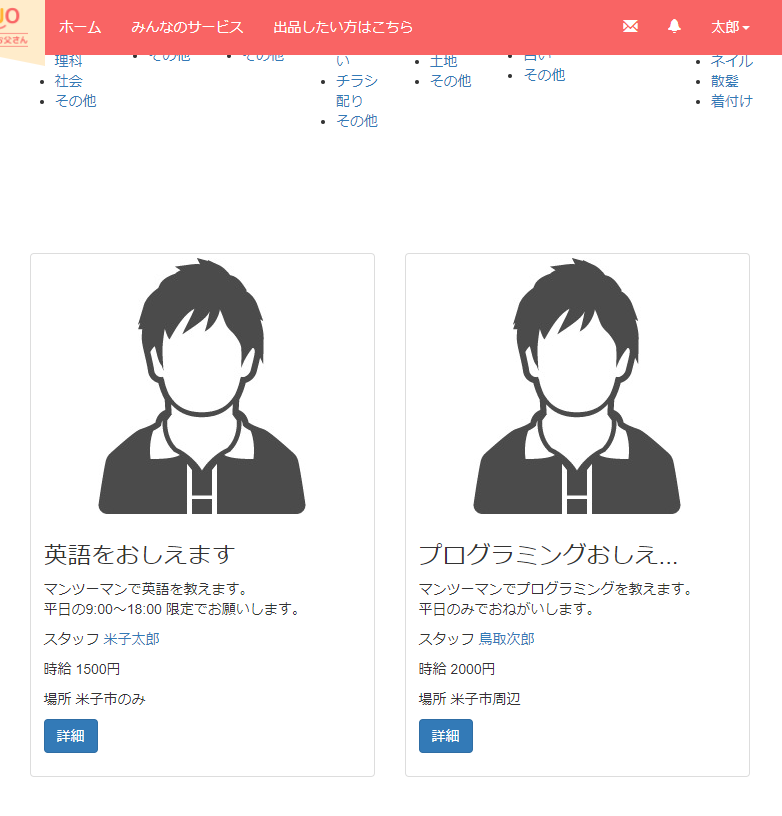 ホーム みんなのサービス 出品したい方はこちら 太郎
お父さん
理科
社会
その他
い
チラシ
配り
その他
土地
その他
その他
ネイル
散髪
着付け
英語をおしえます
マンツーマンで英語を教えます。
平日の9:00～18:00 限定でお願いします。
スタッフ 米子太郎
時給 1500円
場所 米子市のみ
詳細
プログラミングおしえ...
マンツーマンでプログラミングを教えます。
平日のみでおねがいします。
スタッフ 鳥取次郎
時給 2000円
場所 米子市周辺
詳細